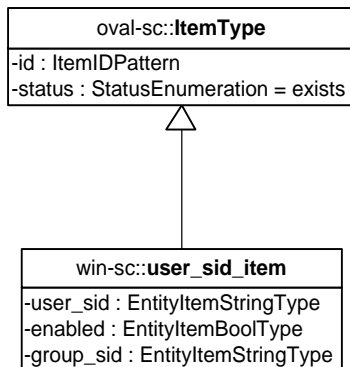 oval-sc::ItemType
-id : ItemIDPattern
-status : StatusEnumeration = exists
win-sc::user_sid_item
-user_sid : EntityItemStringType
-enabled : EntityItemBoolType
-group_sid : EntityItemStringType